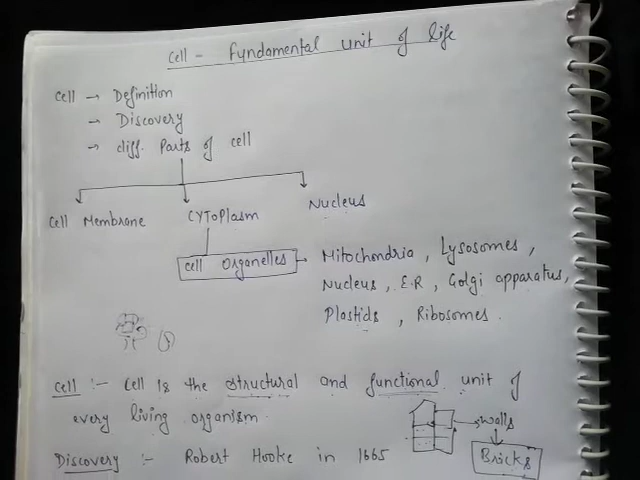 Cell - Fundamental unit of life
Cell → Definition
→ Discovery
→ diff. Parts of cell
Cell Membrane CYToplasm Nucleus
Cell Organelles → Mitochondria, Lysosomes,
Nucleus, E.R, Golgi apparatus,
Plastids, Ribosomes.
Cell :- Cell is the structural and functional unit of
every living organism.
→ walls
Bricks
Discovery :- Robert Hooke in 1665